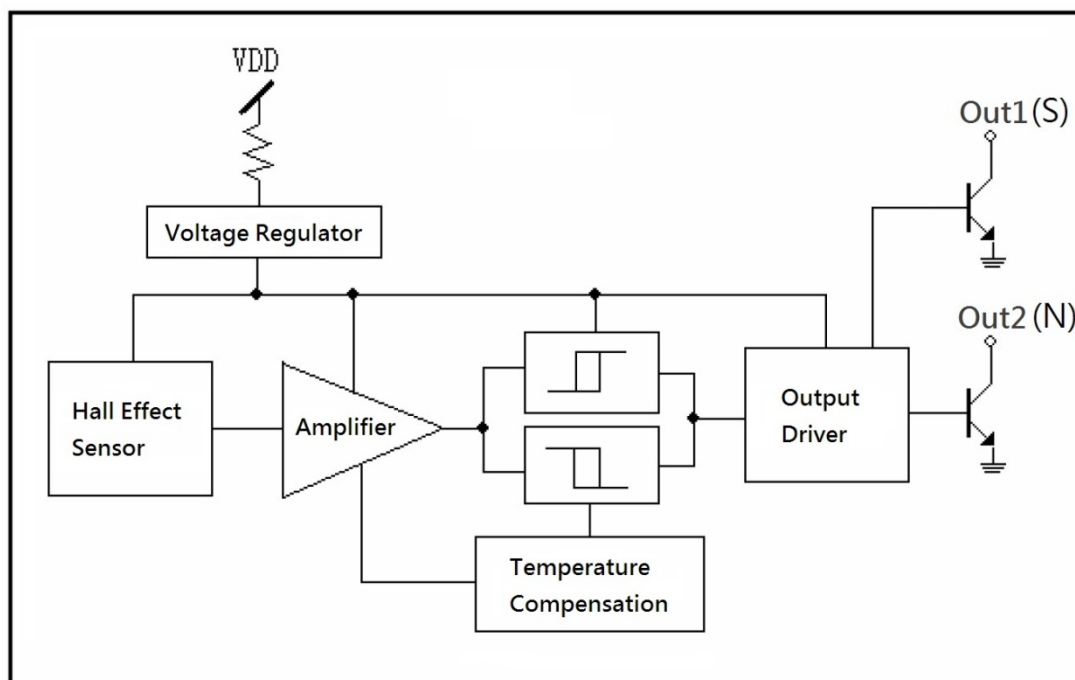 VDD
Out1(S)
Voltage Regulator
Out2(N)
Hall Effect
Sensor
Amplifier
Output
Driver
Temperature
Compensation